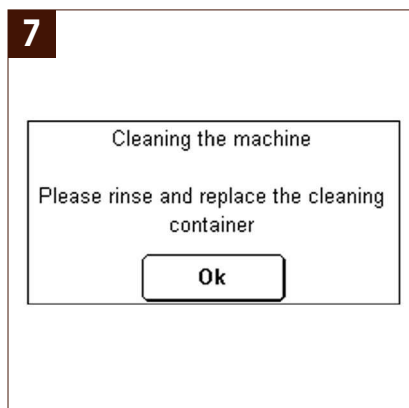 7
Cleaning the machine
Please rinse and replace the cleaning
container
Ok